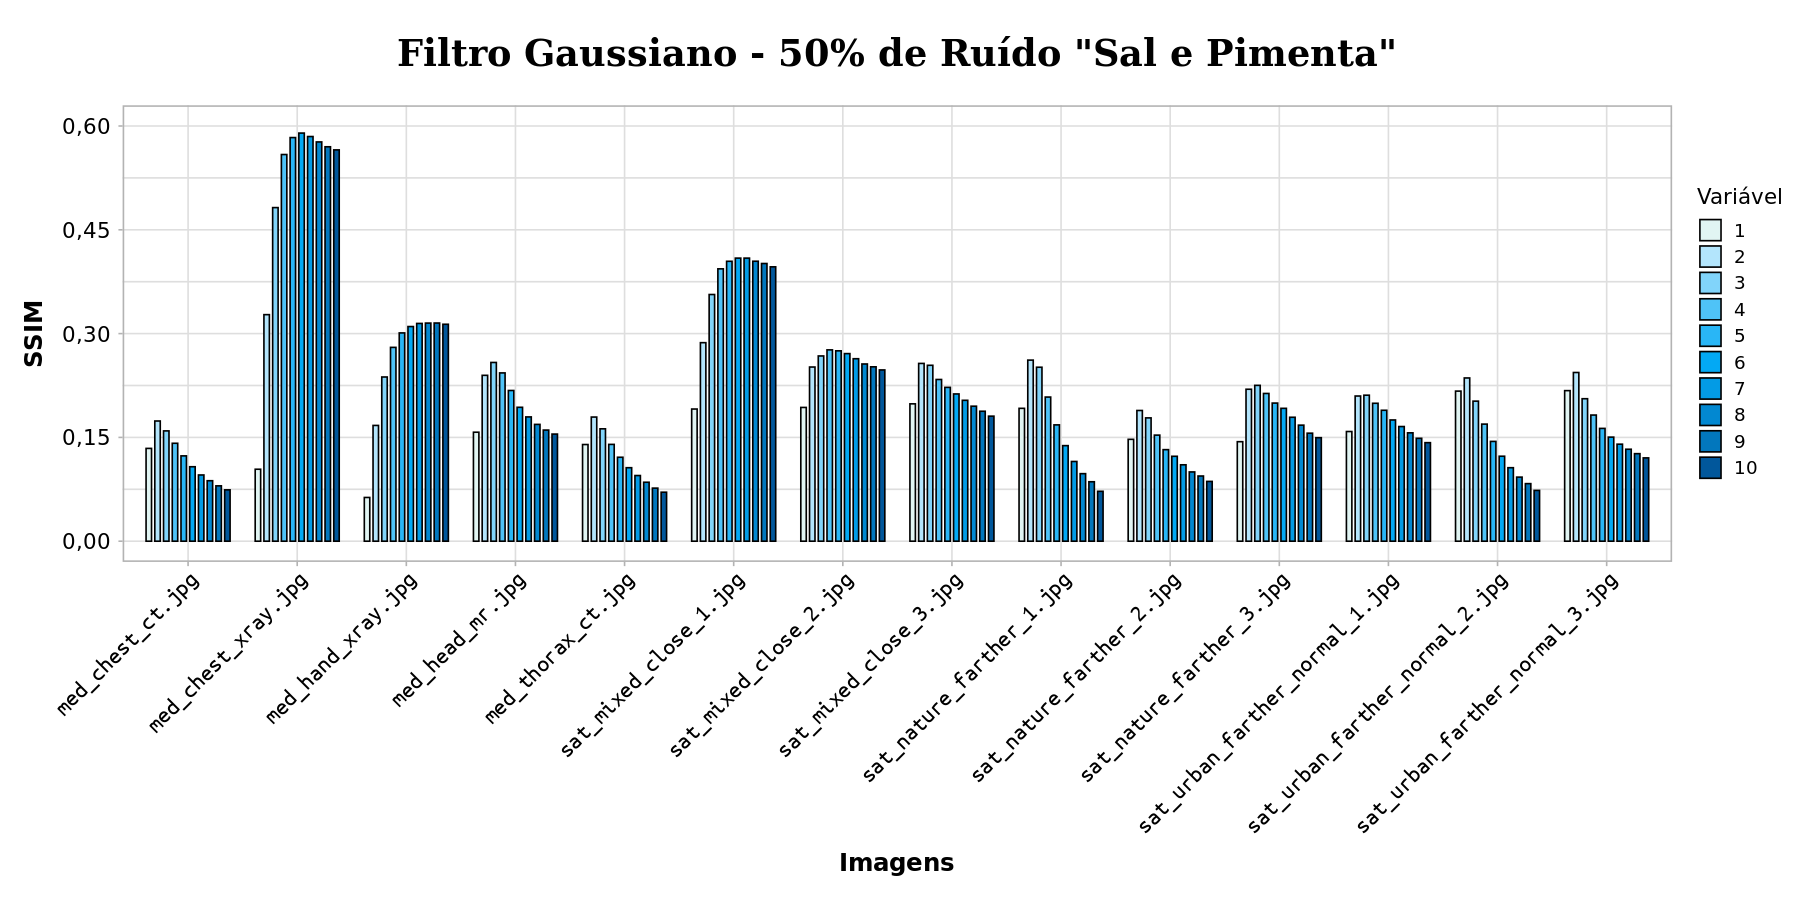 Filtro Gaussiano - 50% de Ruído "Sal e Pimenta"
SSIM
0,60
0,45
0,30
0,15
0,00
med_chest_ct.jpg
med_chest_xray.jpg
med_hand_xray.jpg
med_head_mr.jpg
med_thorax_ct.jpg
sat_mixed_close_1.jpg
sat_mixed_close_2.jpg
sat_mixed_close_3.jpg
sat_nature_farther_1.jpg
sat_nature_farther_2.jpg
sat_nature_farther_3.jpg
sat_urban_farther_normal_1.jpg
sat_urban_farther_normal_2.jpg
sat_urban_farther_normal_3.jpg
Imagens
Variável
1
2
3
4
5
6
7
8
9
10